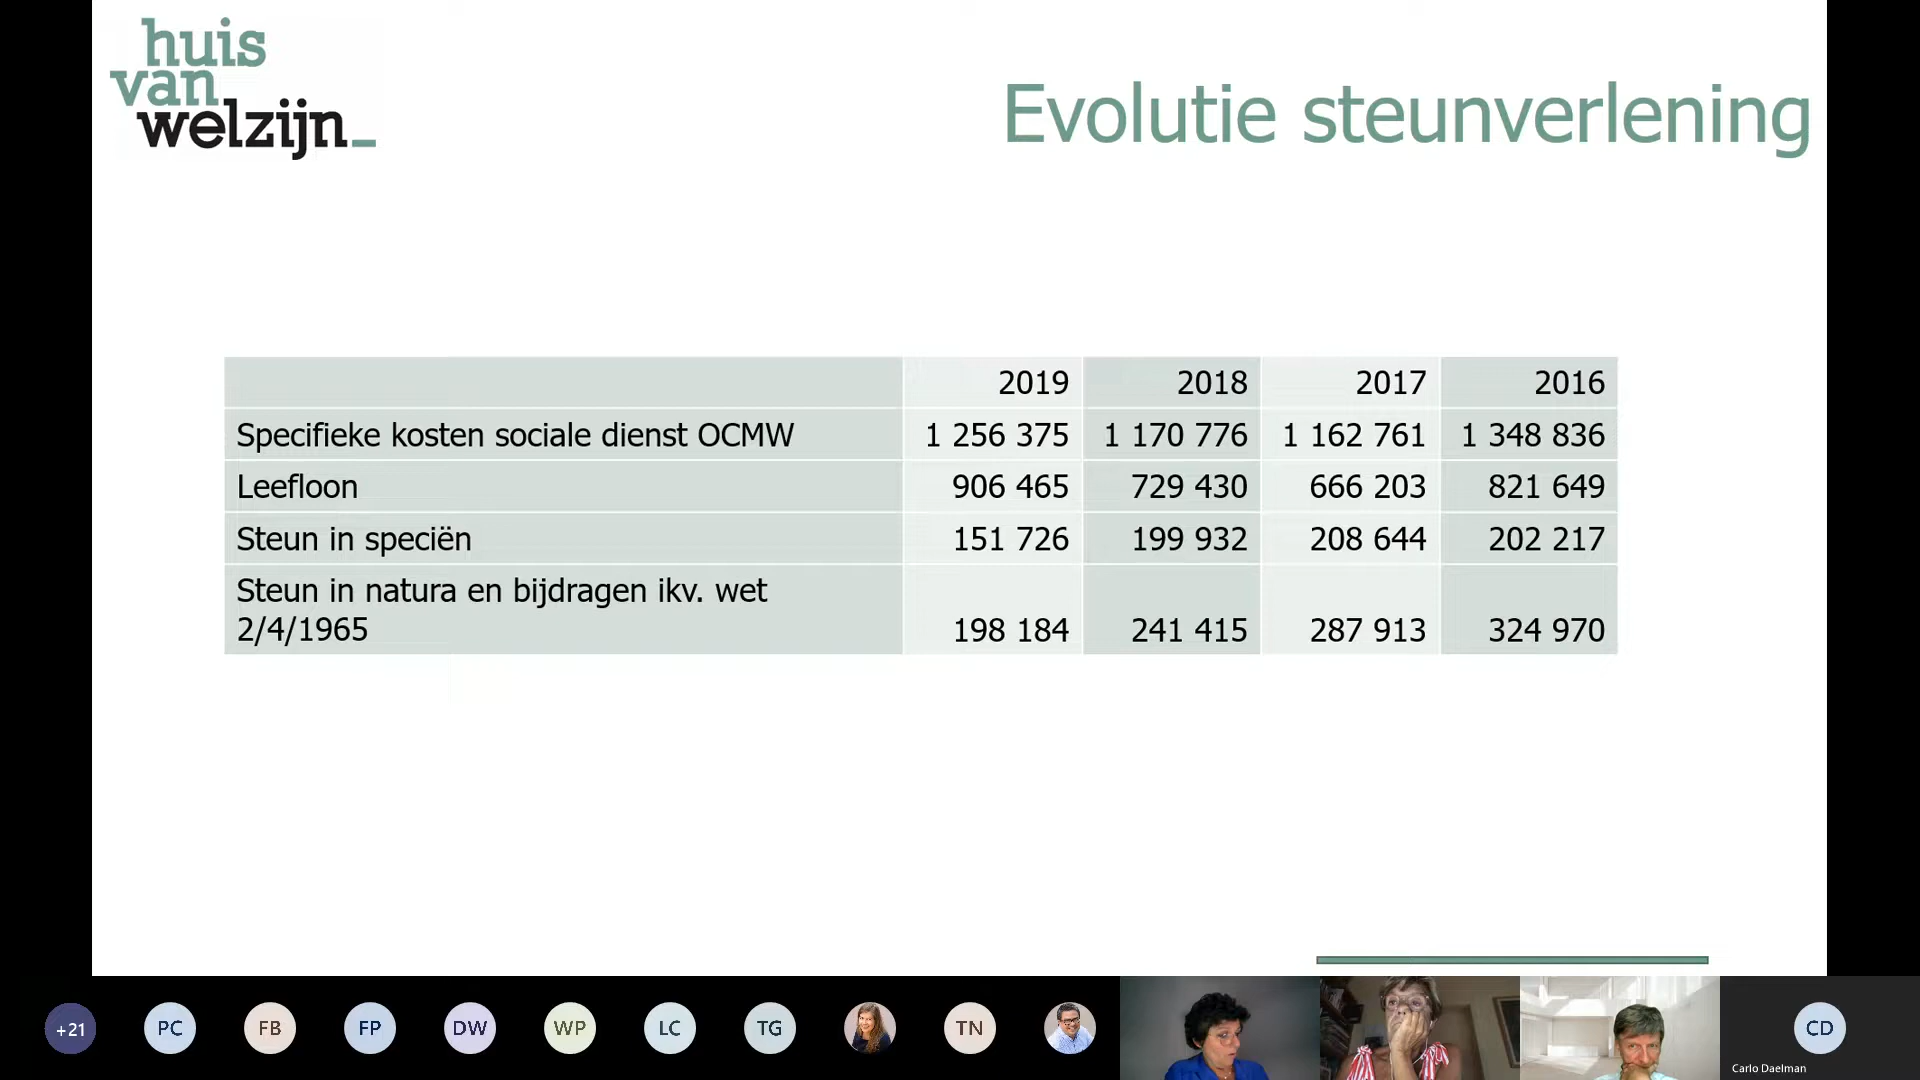 huis
van
welzijn_
Evolutie steunverlening
2019 2018 2017 2016
Specifieke kosten sociale dienst OCMW 1 256 375 1 170 776 1 162 761 1 348 836
Leefloon 906 465 729 430 666 203 821 649
Steun in speciën 151 726 199 932 208 644 202 217
Steun in natura en bijdragen ikv. wet
2/4/1965 198 184 241 415 287 913 324 970
+21 PC FB FP DW WP LC TG TN CD
Carlo Daelman